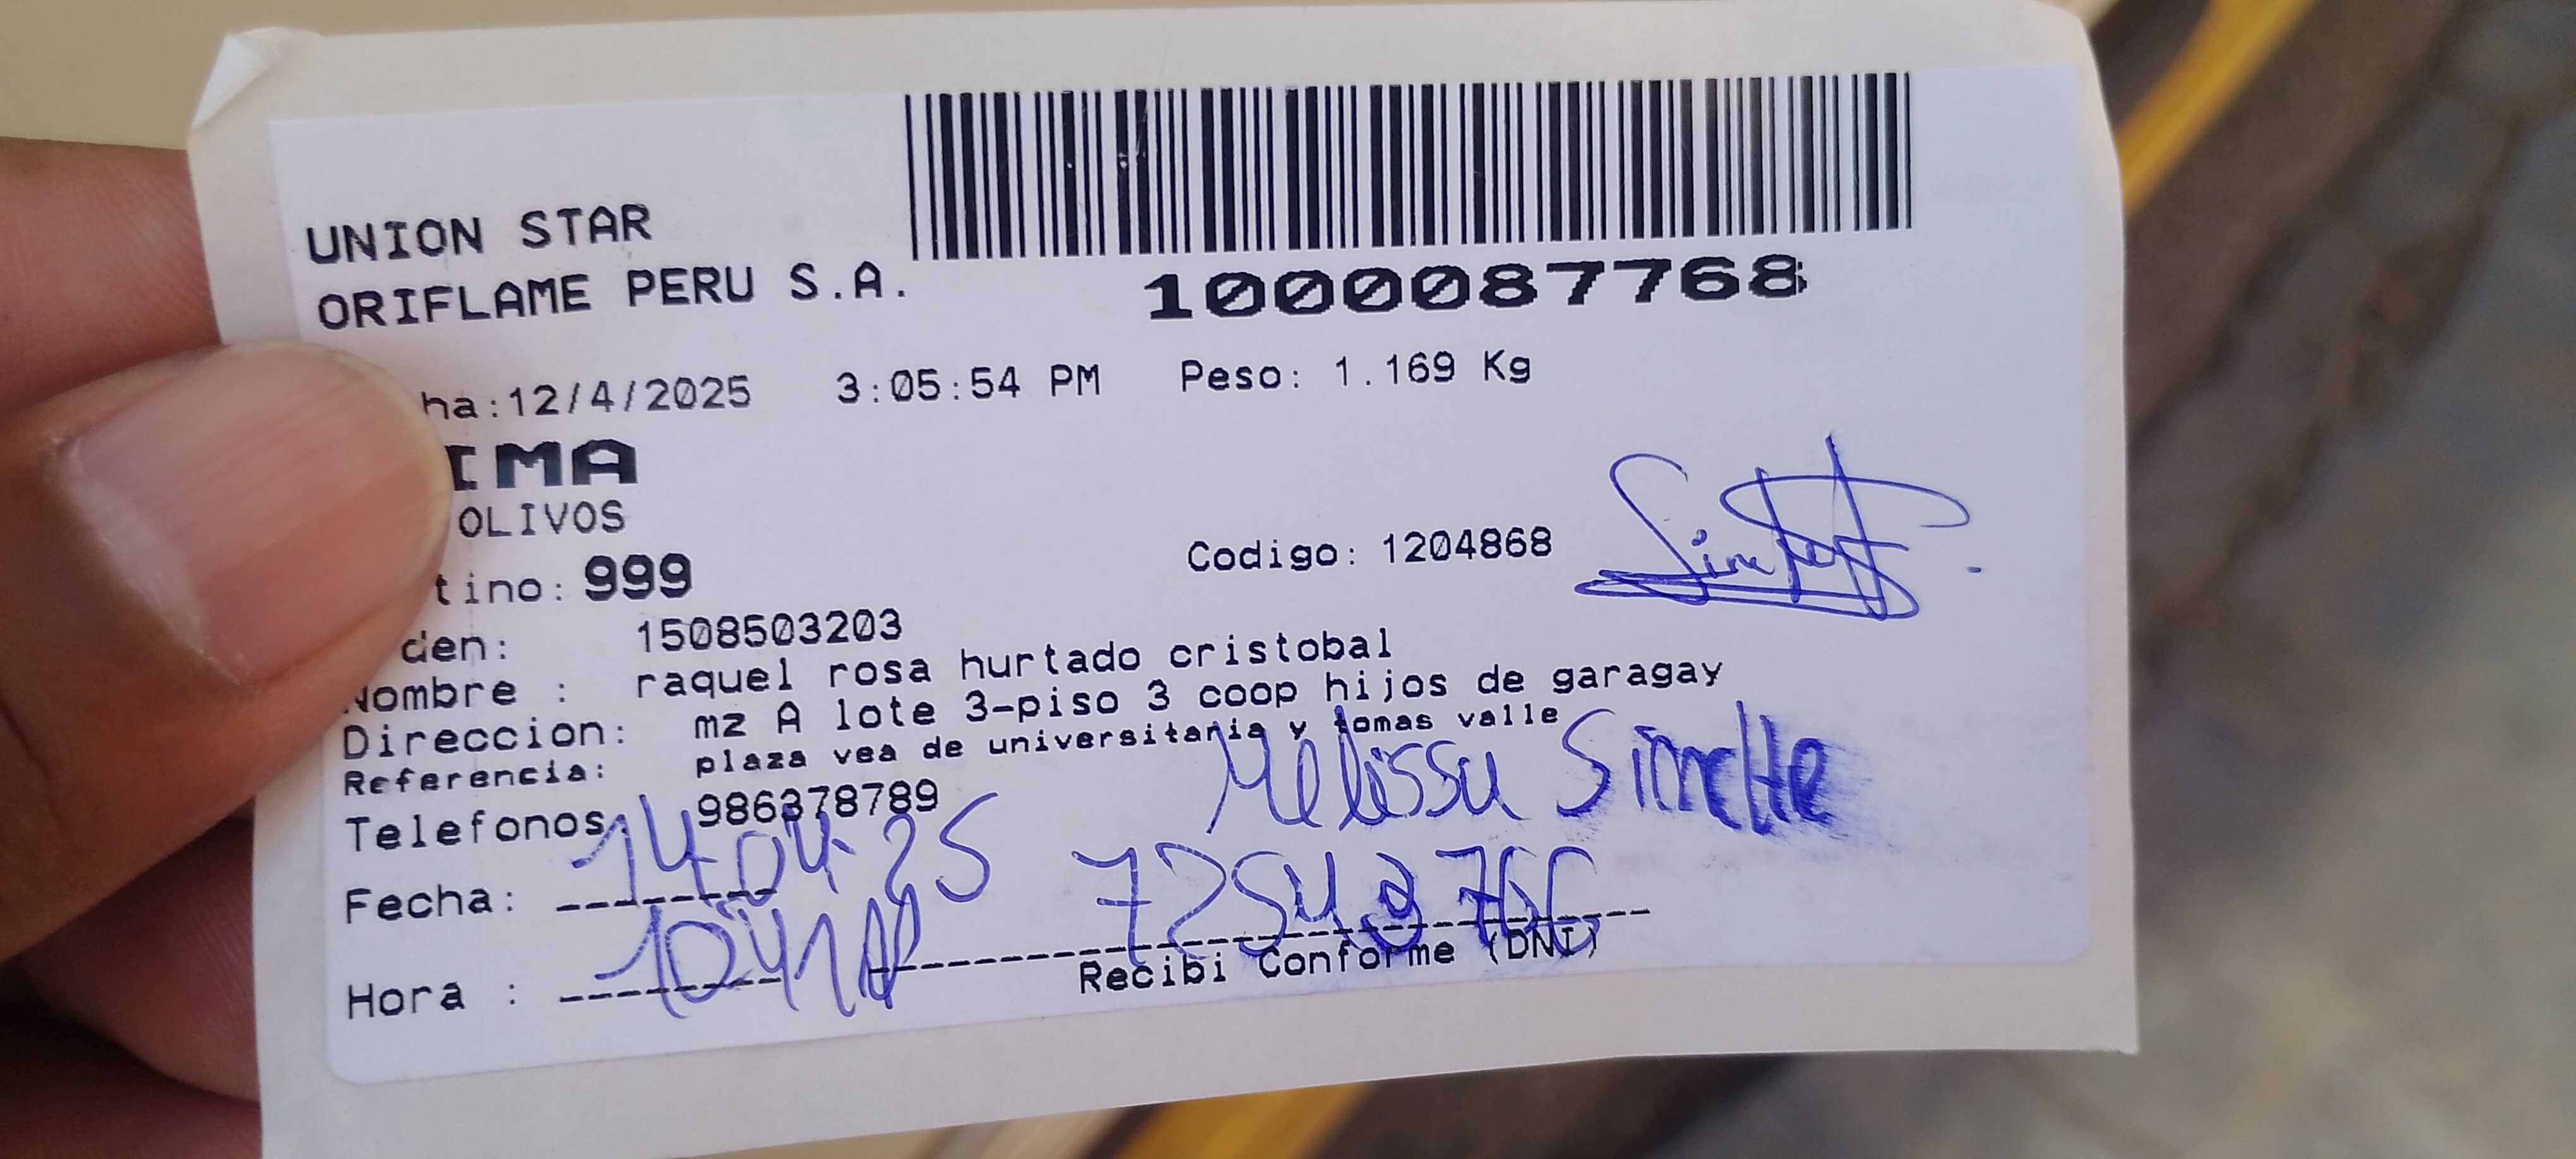 UNION STAR
ORIFLAME PERU S.A.
1000087768
ha:12/4/2025 3:05:54 PM Peso: 1.169 Kg
IMA
OLIVOS
tino: 999 Codigo: 1204868
den: 1508503203
Nombre : raquel rosa hurtado cristobal
Direccion: mz A lote 3-piso 3 coop hijos de garagay
Referencia: plaza vea de universitaria y tomas valle
Telefonos 986378789
Melissa
Fecha: 14-04-25
Hora :
Recibi Conforme (DNI)